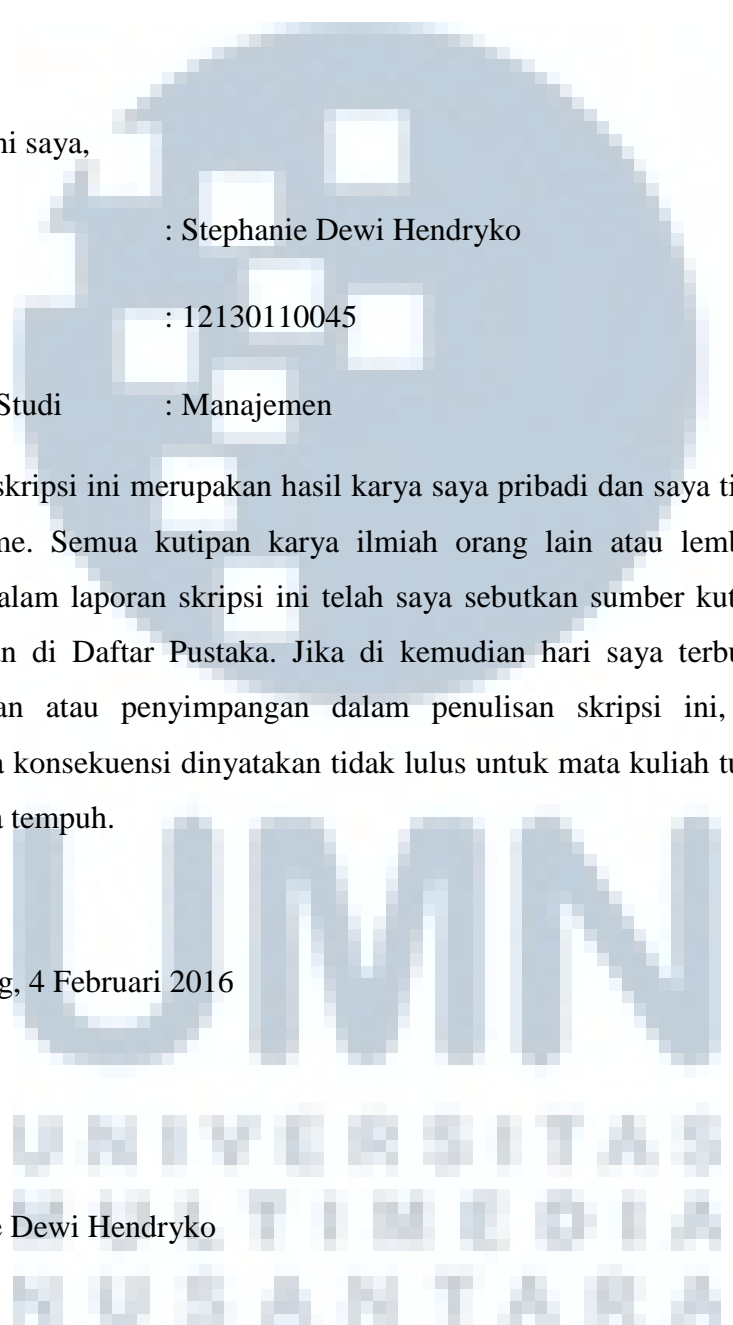 ni saya,
: Stephanie Dewi Hendryko
: 12130110045
Studi : Manajemen
skripsi ini merupakan hasil karya saya pribadi dan saya ti
me. Semua kutipan karya ilmiah orang lain atau lemb
alam laporan skripsi ini telah saya sebutkan sumber kut
n di Daftar Pustaka. Jika di kemudian hari saya terbu
an atau penyimpangan dalam penulisan skripsi ini,
a konsekuensi dinyatakan tidak lulus untuk mata kuliah tu
a tempuh.
g, 4 Februari 2016
e Dewi Hendryko
UMN
UNIVERSITAS
MULTIMEDIA
NUSANTARA